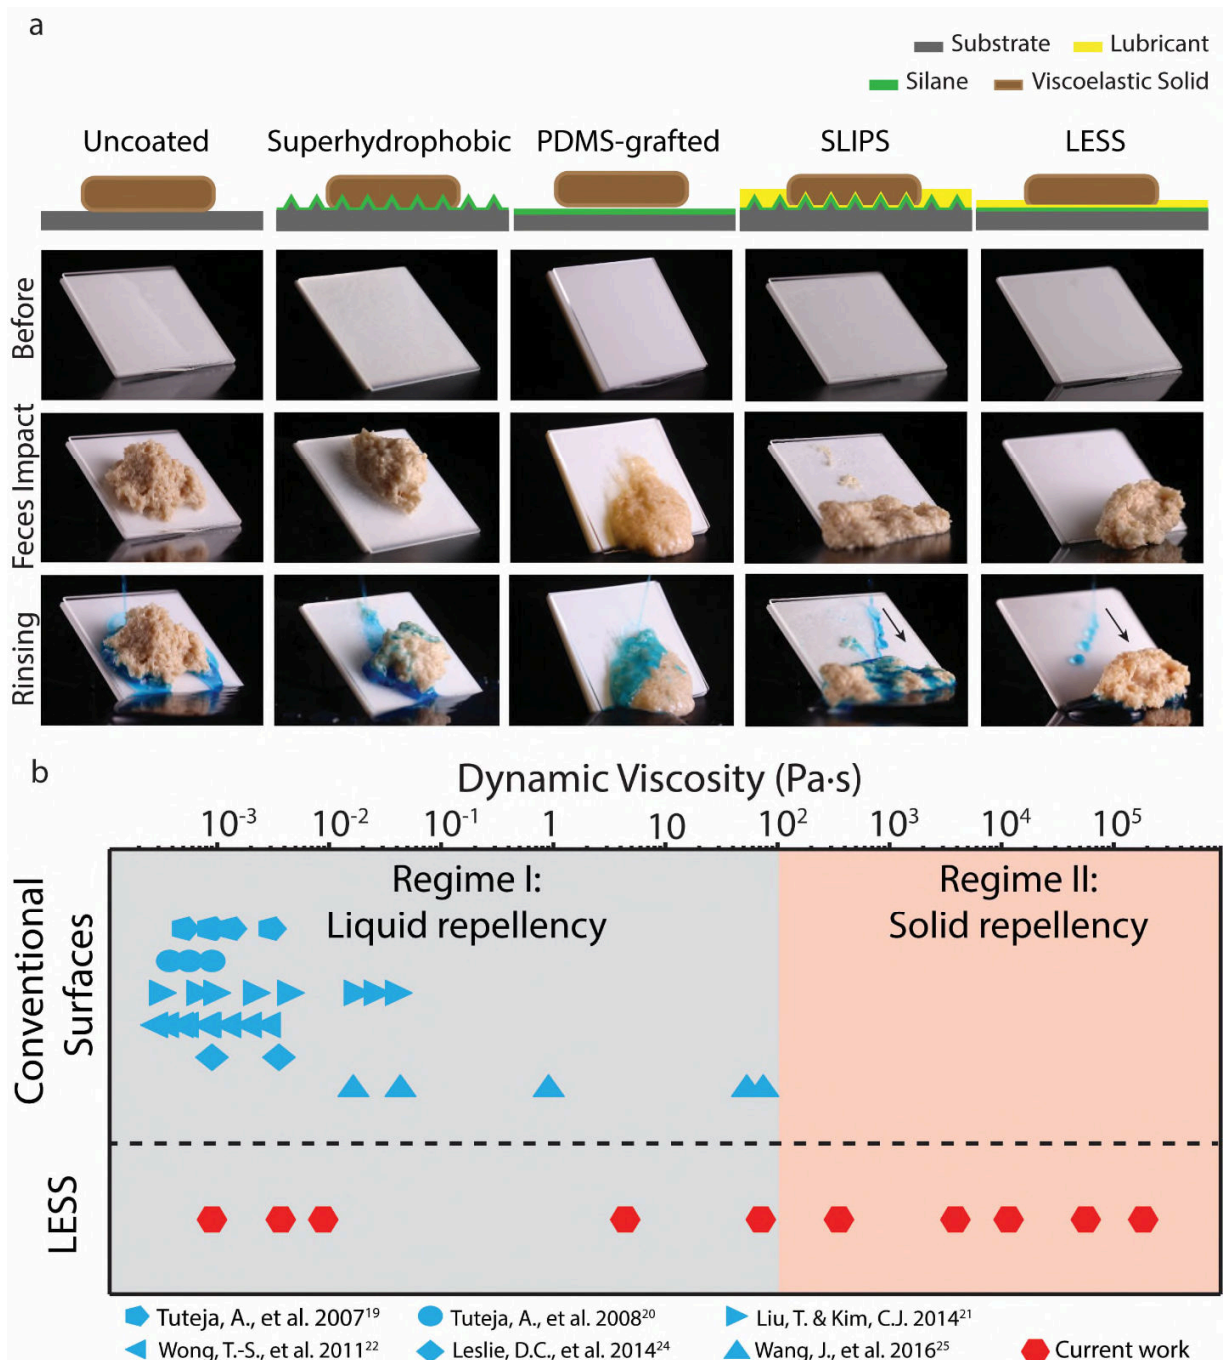 a
Substrate Lubricant
Silane Viscoelastic Solid
Uncoated Superhydrophobic PDMS-grafted SLIPS LESS
Before
Feces Impact
Rinsing
b
Dynamic Viscosity (Pa·s)
10⁻³ 10⁻² 10⁻¹ 1 10 10² 10³ 10⁴ 10⁵
Conventional
Surfaces
Regime I:
Liquid repellency
Regime II:
Solid repellency
LESS
Tuteja, A., et al. 2007¹⁹ Tuteja, A., et al. 2008²⁰ Liu, T. & Kim, C.J. 2014²¹
Wong, T.-S., et al. 2011²² Leslie, D.C., et al. 2014²⁴ Wang, J., et al. 2016²⁵ Current work